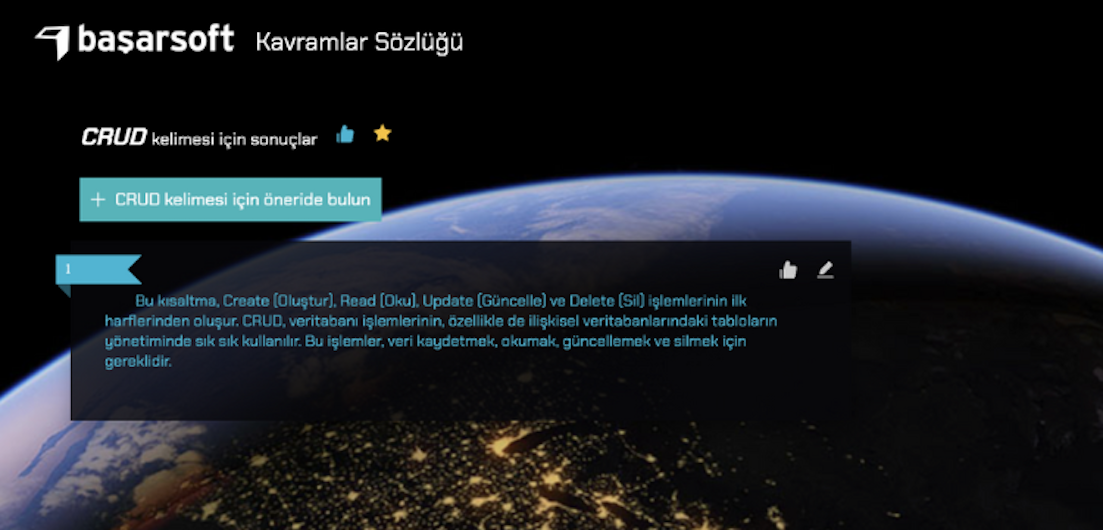 başarsoft Kavramlar Sözlüğü
CRUD kelimesi için sonuçlar
+ CRUD kelimesi için öneride bulun
1
Bu kısaltma, Create (Oluştur), Read (Oku), Update (Güncelle) ve Delete (Sil) işlemlerinin ilk
harflerinden oluşur. CRUD, veritabanı işlemlerinin, özellikle de ilişkisel veritabanlarındaki tabloların
yönetiminde sık sık kullanılır. Bu işlemler, veri kaydetmek, okumak, güncellemek ve silmek için
gereklidir.